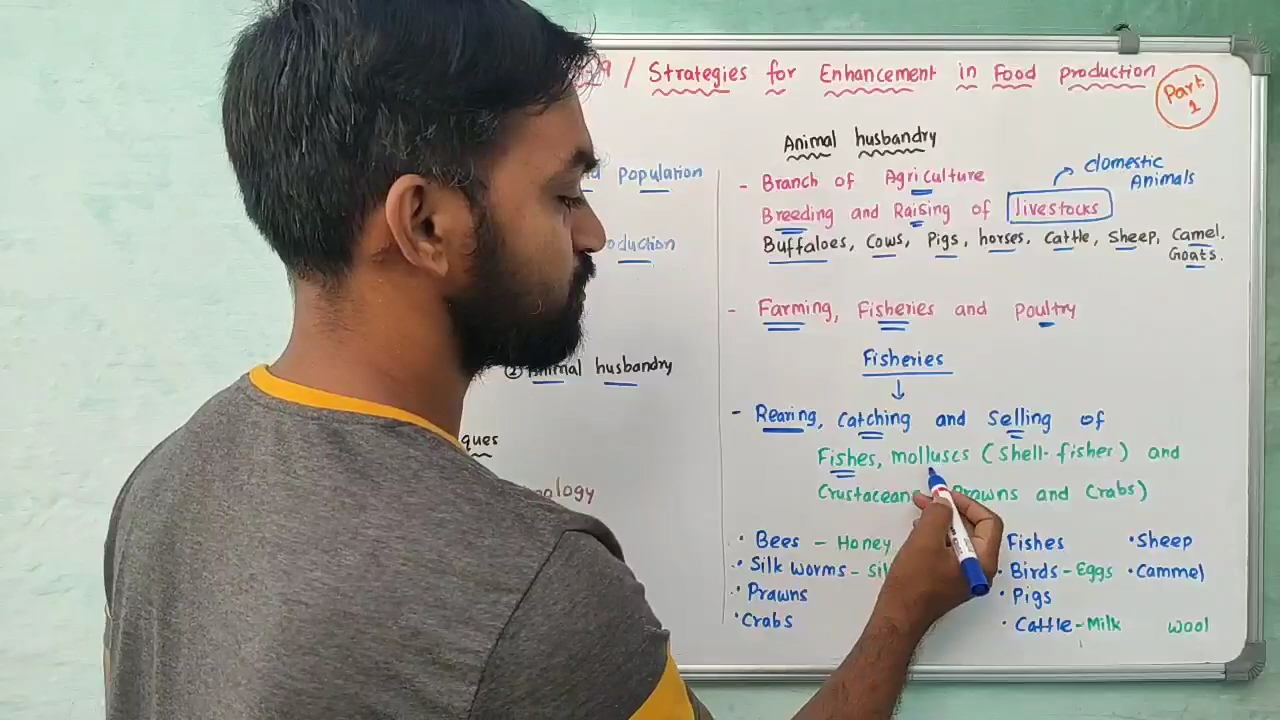 / Strategies for Enhancement in Food production
Part 1
Population
oduction
② Animal husbandry
ques
nology
Animal husbandry
- Branch of Agriculture
domestic
Animals
Breeding and Raising of livestocks
Buffaloes, Cows, Pigs, horses, Cattle, Sheep, Camel.
Goats.
- Farming, Fisheries and Poultry
Fisheries
- Rearing, Catching and Selling of
Fishes, molluscs (Shell-fisher) and
Crustacean Prawns and Crabs)
• Bees - Honey
• Silk worms - Sil
• Prawns
• Crabs
Fishes
• Birds - Eggs
• Pigs
• Cattle - Milk
• Sheep
• Cammel
wool